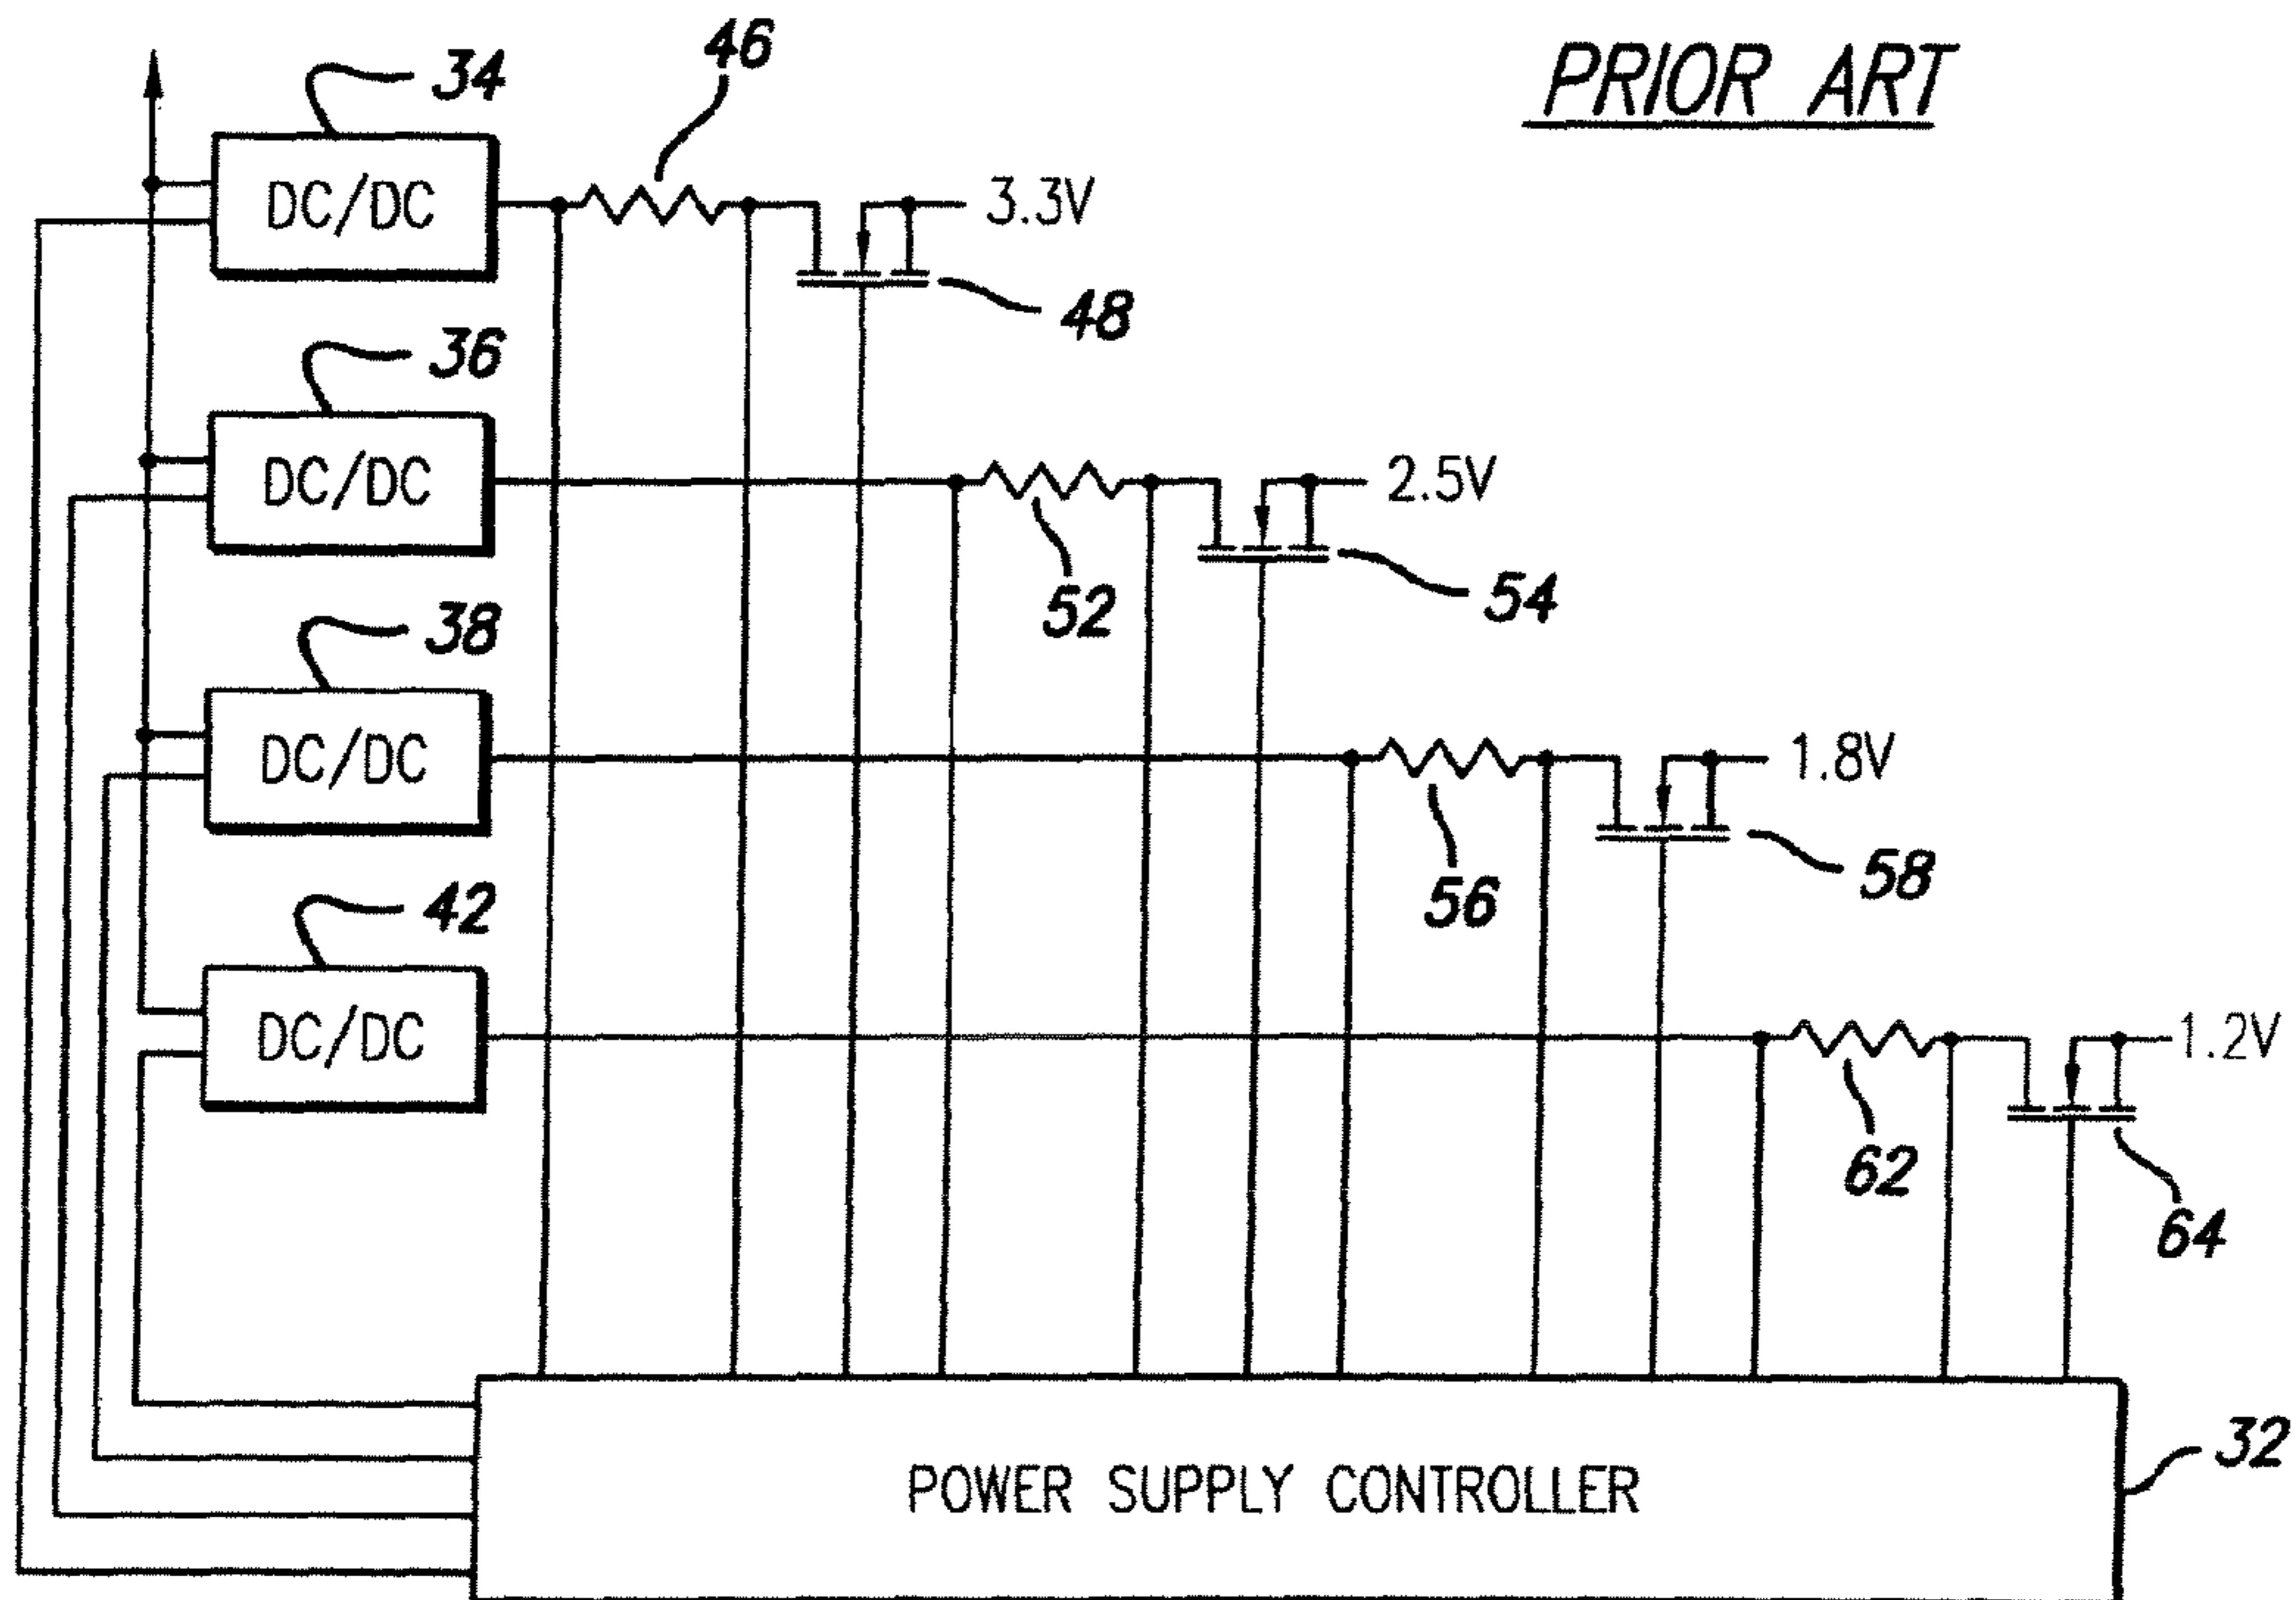 PRIOR ART
46
34
DC/DC
3.3V
48
36
DC/DC
2.5V
52
54
38
DC/DC
1.8V
56
58
42
DC/DC
1.2V
62
64
32
POWER SUPPLY CONTROLLER